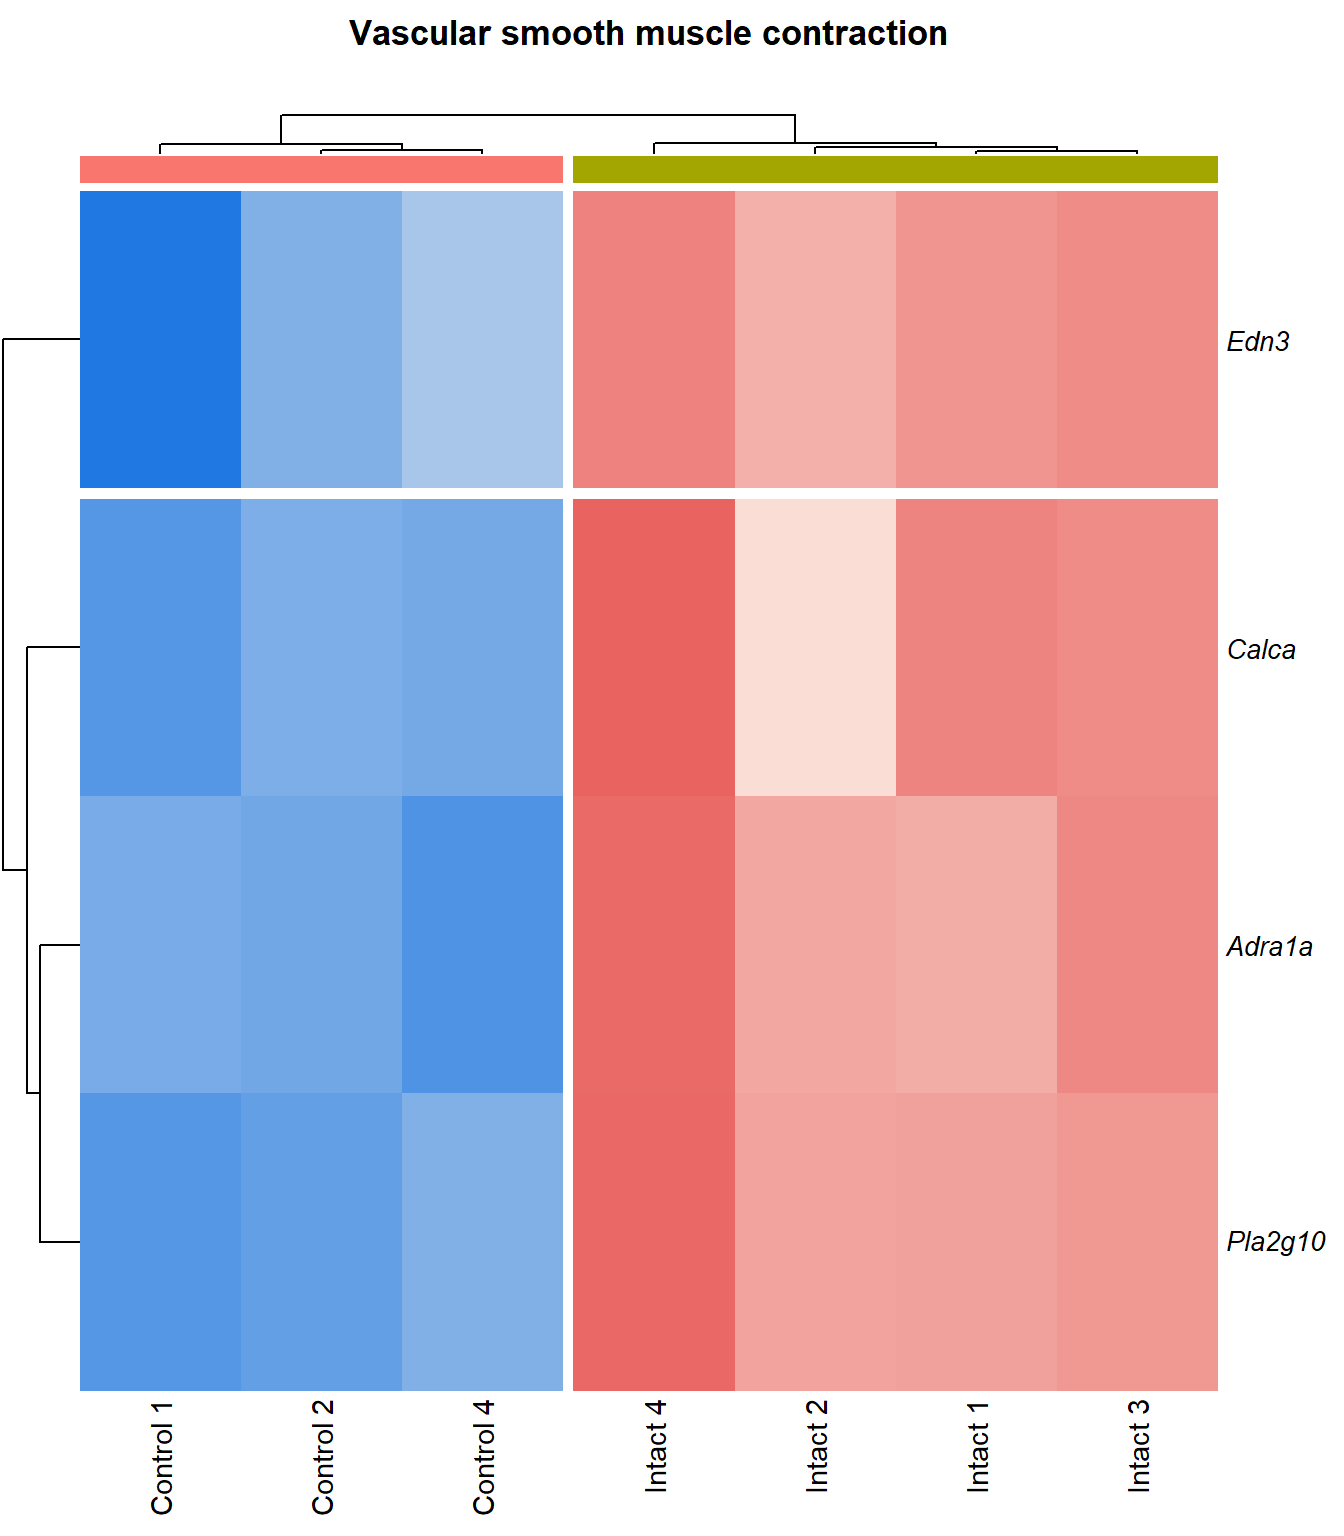 Vascular smooth muscle contraction
Edn3
Calca
Adra1a
Pla2g10
Control 1
Control 2
Control 4
Intact 4
Intact 2
Intact 1
Intact 3